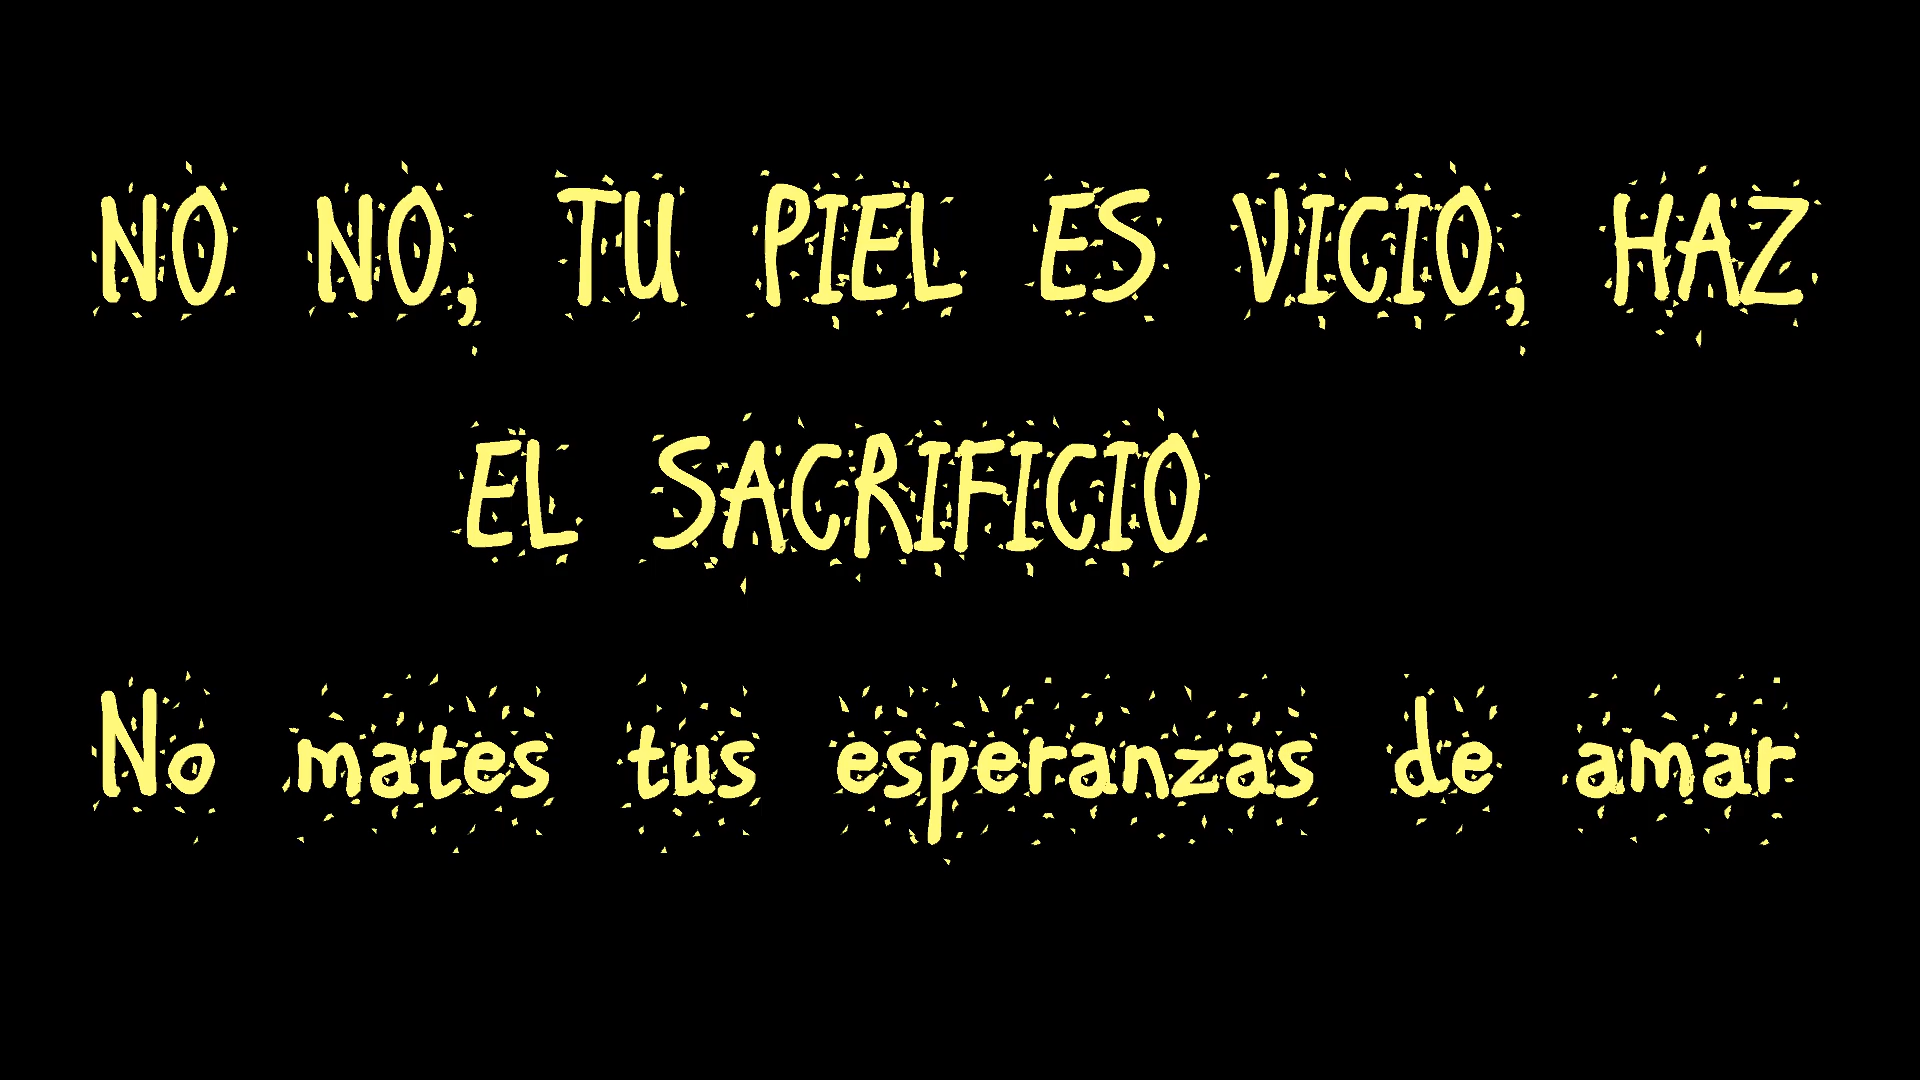 NO NO, TU PIEL ES VICIO, HAZ
EL SACRIFICIO
No mates tus esperanzas de amar